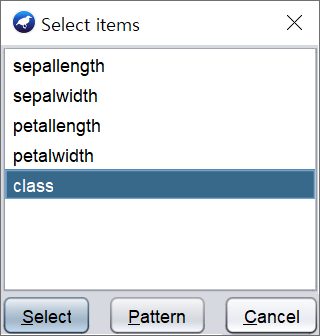 Select items
sepallength
sepalwidth
petallength
petalwidth
class
Select Pattern Cancel